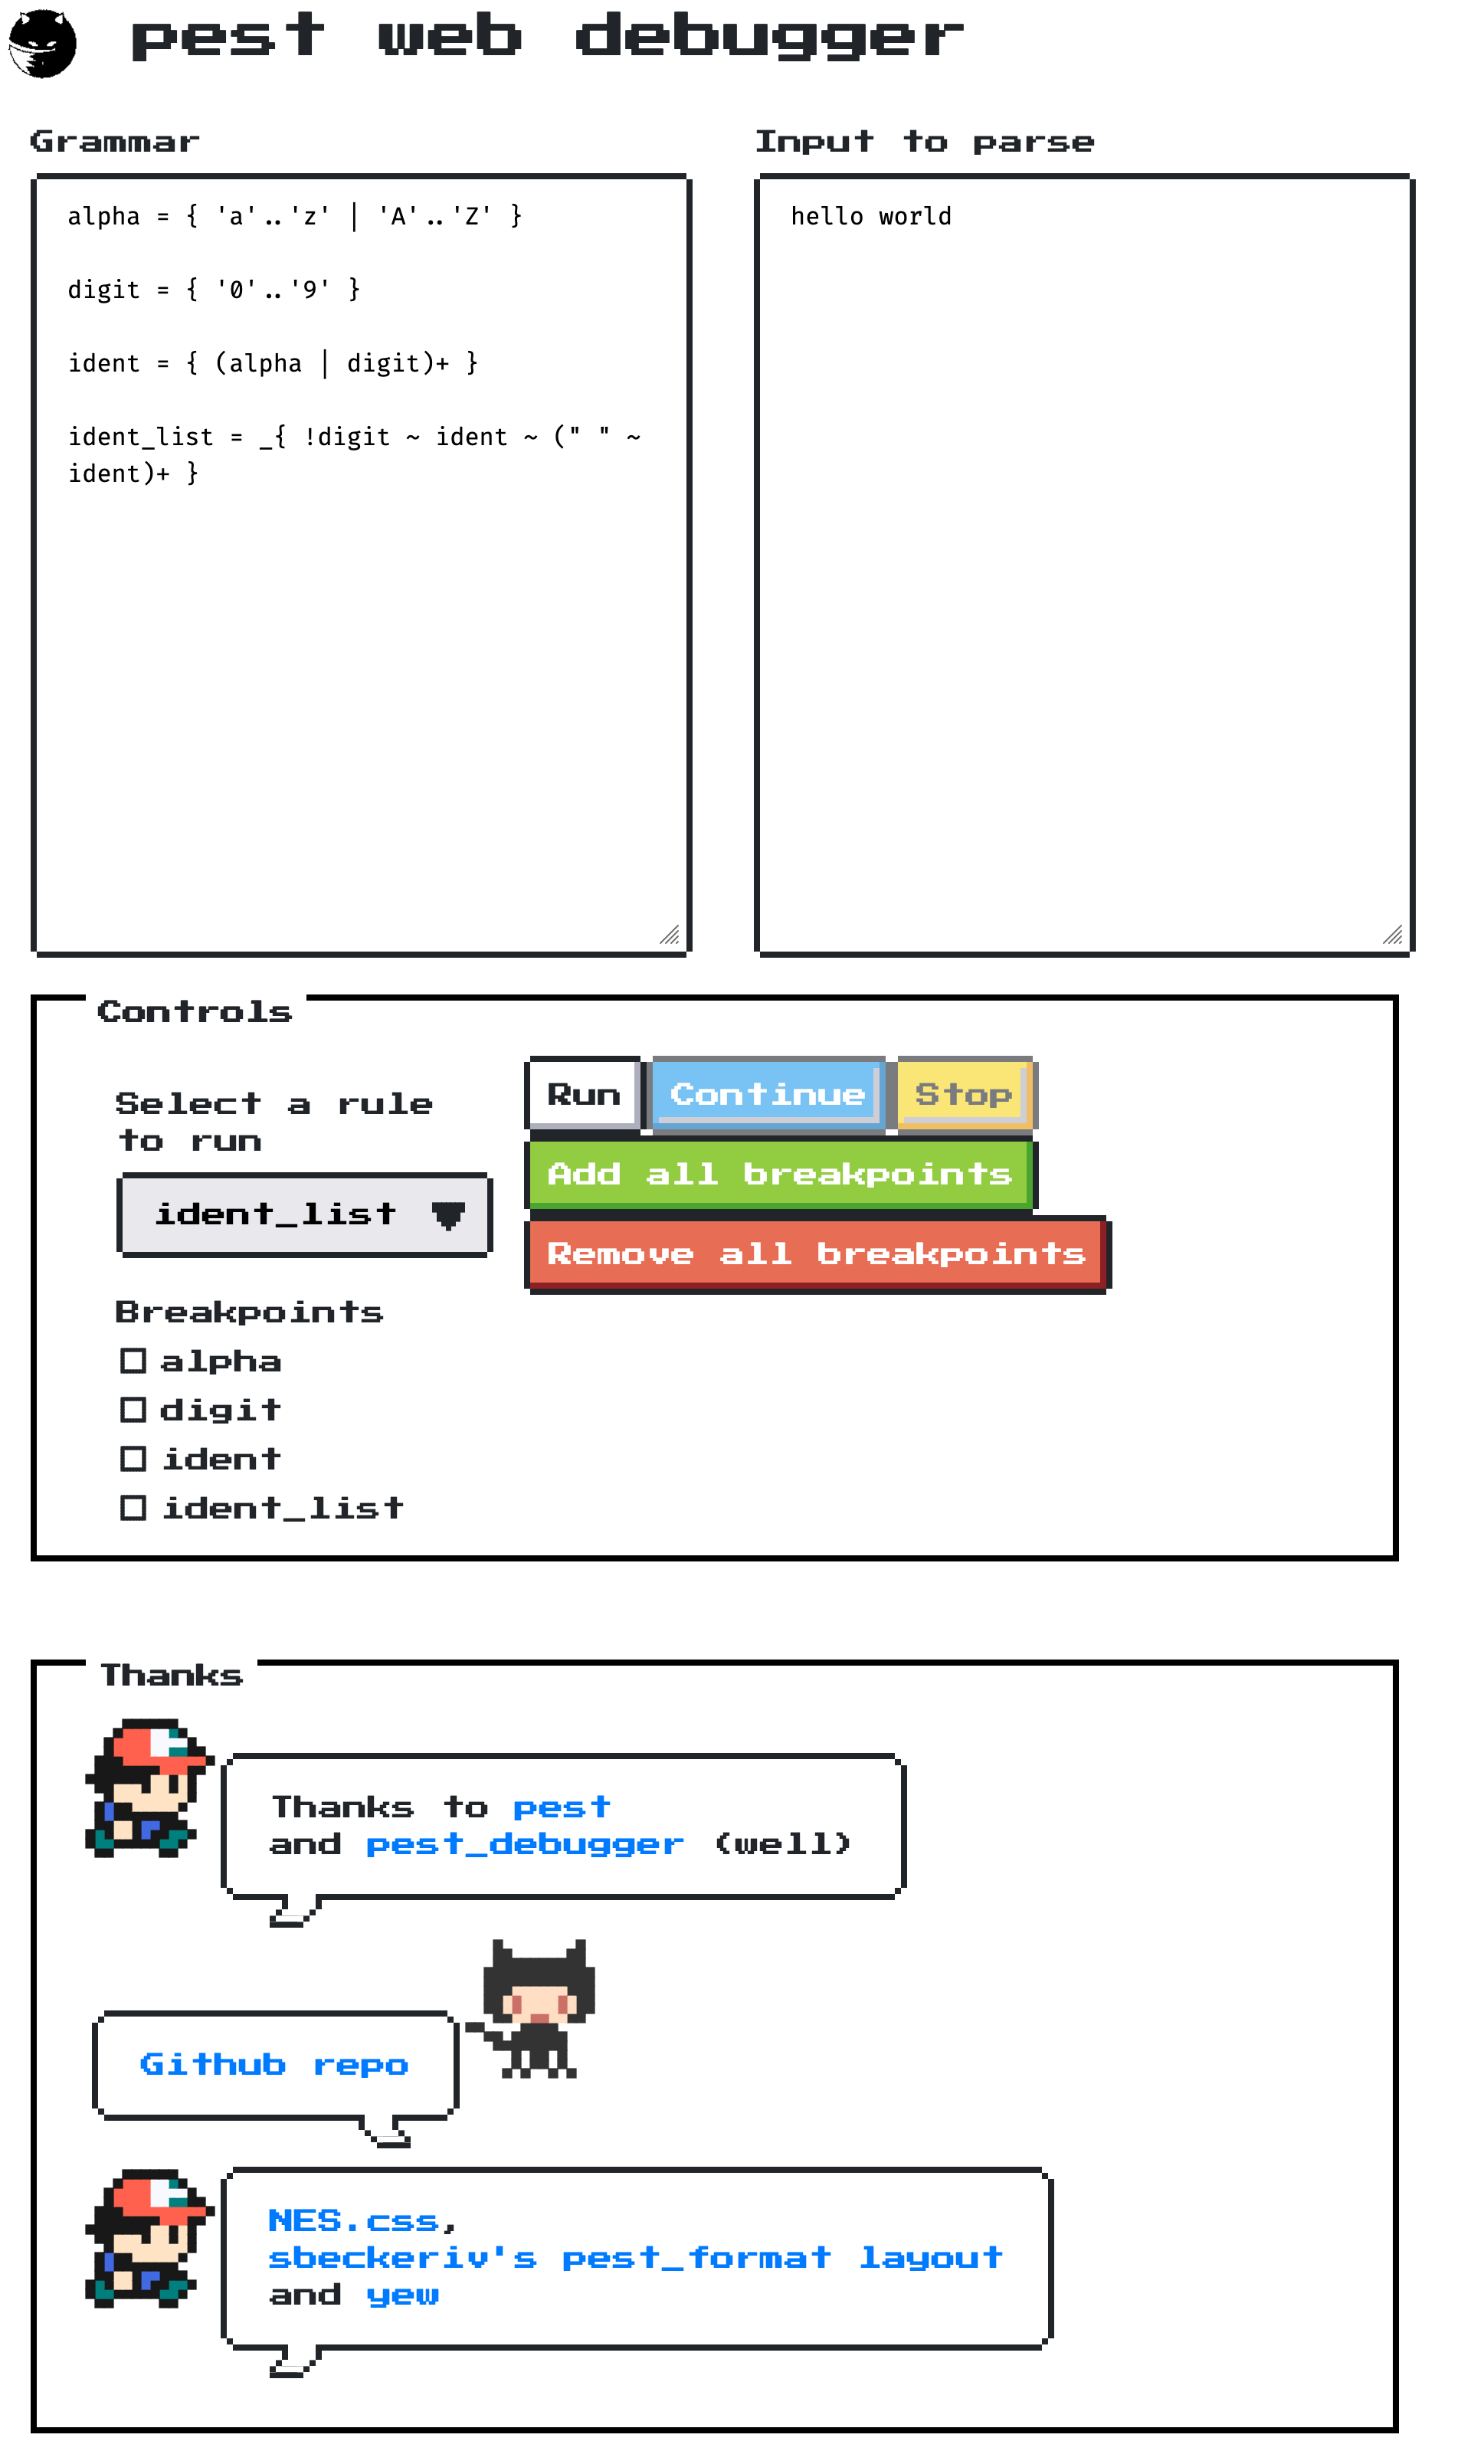 pest web debugger
Grammar
alpha = { 'a'..'z' | 'A'..'Z' }
digit = { '0'..'9' }
ident = { (alpha | digit)+ }
ident_list = _{ !digit ~ ident ~ (" " ~
ident)+ }
Input to parse
hello world
Controls
Select a rule
to run
ident_list
Run Continue Stop
Add all breakpoints
Remove all breakpoints
Breakpoints
alpha
digit
ident
ident_list
Thanks
Thanks to pest
and pest_debugger (well)
Github repo
NES.css,
sbeckeriv's pest_format layout
and yew